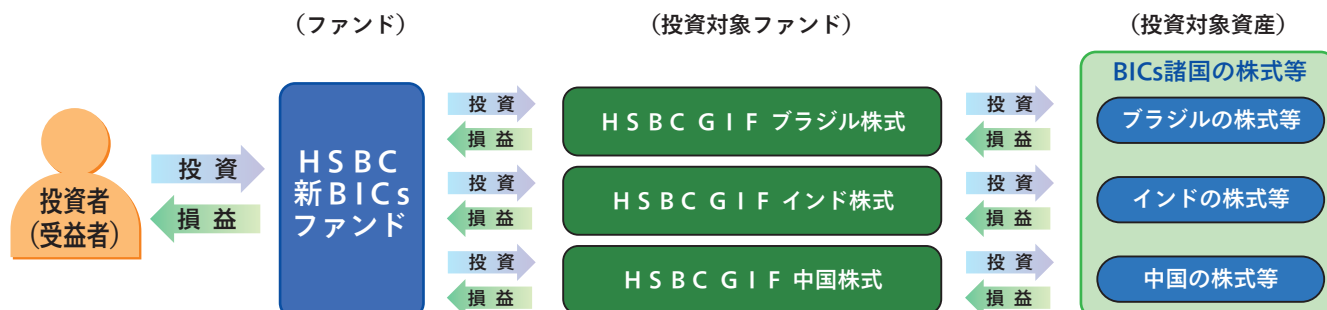 （ファンド）
（投資対象ファンド）
（投資対象資産）
投資者
（受益者）
投資
損益
HSBC
新BICs
ファンド
投資
損益
HSBC GIF ブラジル株式
投資
損益
BICs諸国の株式等
ブラジルの株式等
投資
損益
HSBC GIF インド株式
投資
損益
インドの株式等
投資
損益
HSBC GIF 中国株式
投資
損益
中国の株式等